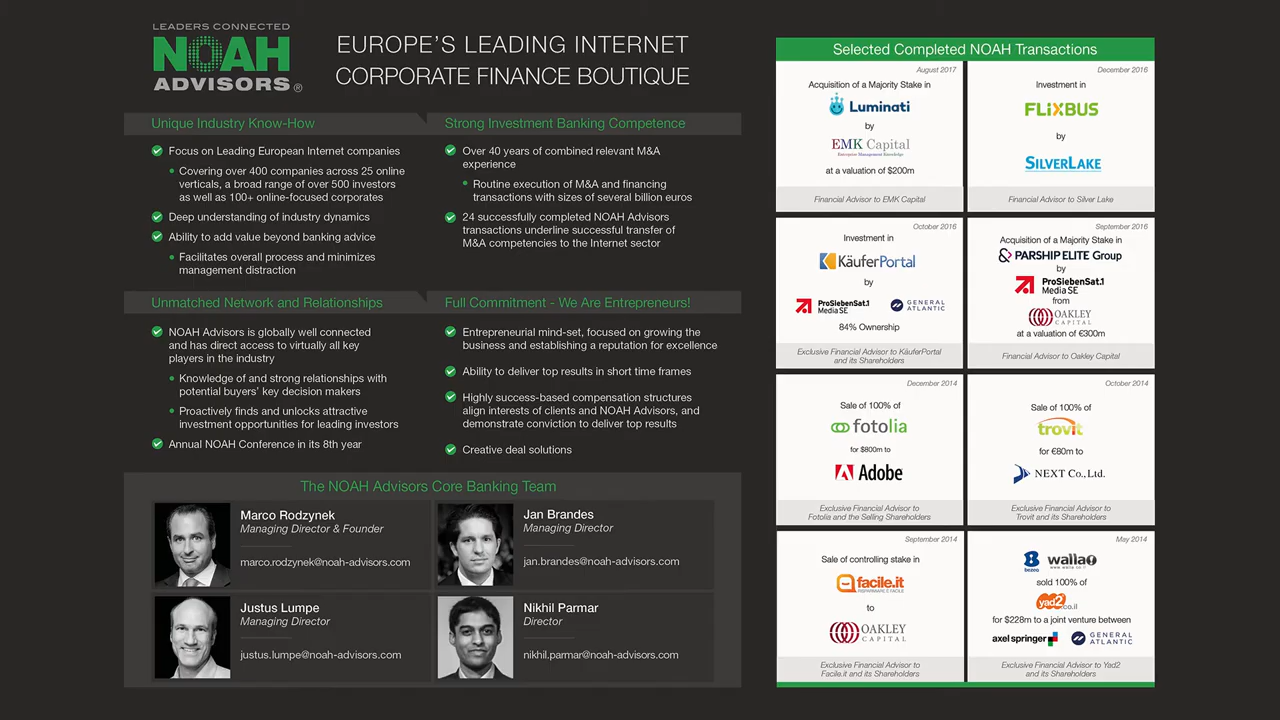 LEADERS CONNECTED
NOAH
ADVISORS®
EUROPE'S LEADING INTERNET
CORPORATE FINANCE BOUTIQUE
Unique Industry Know-How
Focus on Leading European Internet companies
Covering over 400 companies across 25 online
verticals, a broad range of over 500 investors
as well as 100+ online-focused corporates
Deep understanding of industry dynamics
Ability to add value beyond banking advice
Facilitates overall process and minimizes
management distraction
Strong Investment Banking Competence
Over 40 years of combined relevant M&A
experience
Routine execution of M&A and financing
transactions with sizes of several billion euros
24 successfully completed NOAH Advisors
transactions underline successful transfer of
M&A competencies to the Internet sector
Unmatched Network and Relationships
NOAH Advisors is globally well connected
and has direct access to virtually all key
players in the industry
Knowledge of and strong relationships with
potential buyers' key decision makers
Proactively finds and unlocks attractive
investment opportunities for leading investors
Annual NOAH Conference in its 8th year
Full Commitment - We Are Entrepreneurs!
Entrepreneurial mind-set, focused on growing the
business and establishing a reputation for excellence
Ability to deliver top results in short time frames
Highly success-based compensation structures
align interests of clients and NOAH Advisors, and
demonstrate conviction to deliver top results
Creative deal solutions
The NOAH Advisors Core Banking Team
Marco Rodzynek
Managing Director & Founder
marco.rodzynek@noah-advisors.com
Jan Brandes
Managing Director
jan.brandes@noah-advisors.com
Justus Lumpe
Managing Director
justus.lumpe@noah-advisors.com
Nikhil Parmar
Director
nikhil.parmar@noah-advisors.com
Selected Completed NOAH Transactions
August 2017
Acquisition of a Majority Stake in
Luminati
by
EMK Capital
Entrepreneurs Management Knowledge
at a valuation of $200m
Financial Advisor to EMK Capital
December 2016
Investment in
FLiXBUS
by
SILVERLAKE
Financial Advisor to Silver Lake
October 2016
Investment in
KäuferPortal
by
ProSiebenSat.1
Media SE
GENERAL
ATLANTIC
84% Ownership
Exclusive Financial Advisor to KäuferPortal
and its Shareholders
September 2016
Acquisition of a Majority Stake in
PARSHIP ELITE Group
by
ProSiebenSat.1
Media SE
from
OAKLEY
CAPITAL
at a valuation of €300m
Financial Advisor to Oakley Capital
December 2014
Sale of 100% of
fotolia
for $800m to
Adobe
Exclusive Financial Advisor to
Fotolia and the Selling Shareholders
October 2014
Sale of 100% of
trovit
for €80m to
NEXT Co., Ltd.
Exclusive Financial Advisor to
Trovit and its Shareholders
September 2014
Sale of controlling stake in
facile.it
RISPARMIARE È FACILE
to
OAKLEY
CAPITAL
Exclusive Financial Advisor to
Facile.it and its Shareholders
May 2014
bezeq
walla!
www.walla.co.il
sold 100% of
yad2.co.il
for $228m to a joint venture between
axel springer
GENERAL
ATLANTIC
Exclusive Financial Advisor to Yad2
and its Shareholders